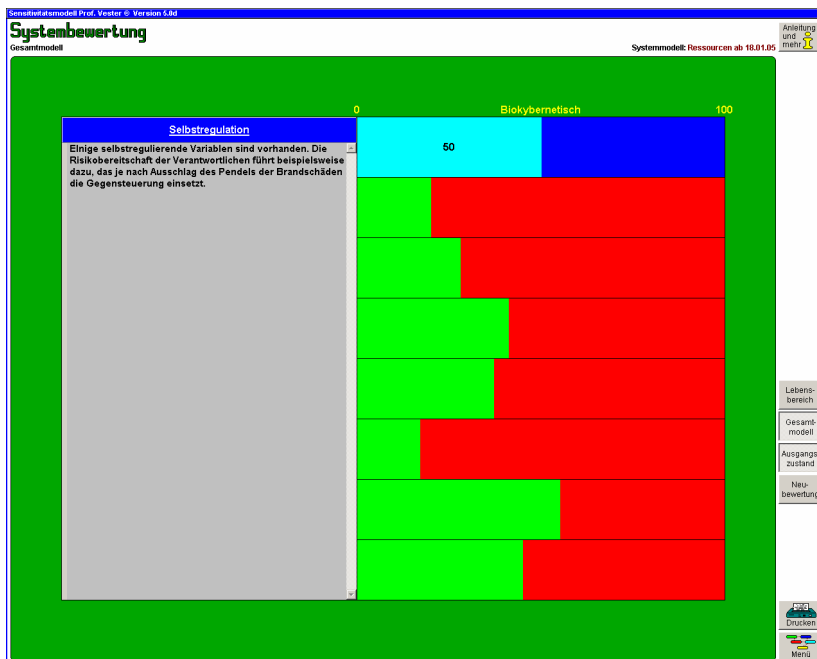 Sensitivitätsmodell Prof. Vester ® Version 5.0d
Systembewertung
Gesamtmodell
Systemmodell: Ressourcen ab 18.01.05
Anleitung
und
mehr
0 Biokybernetisch 100
Selbstregulation
50
EInige selbstregulierende Variablen sind vorhanden. Die
Risikobereitschaft der Verantwortlichen führt beispielsweise
dazu, das je nach Ausschlag des Pendels der Brandschäden
die Gegensteuerung einsetzt.
Lebens-
bereich
Gesamt-
modell
Ausgangs
zustand
Neu-
bewertung
Drucken
Menü